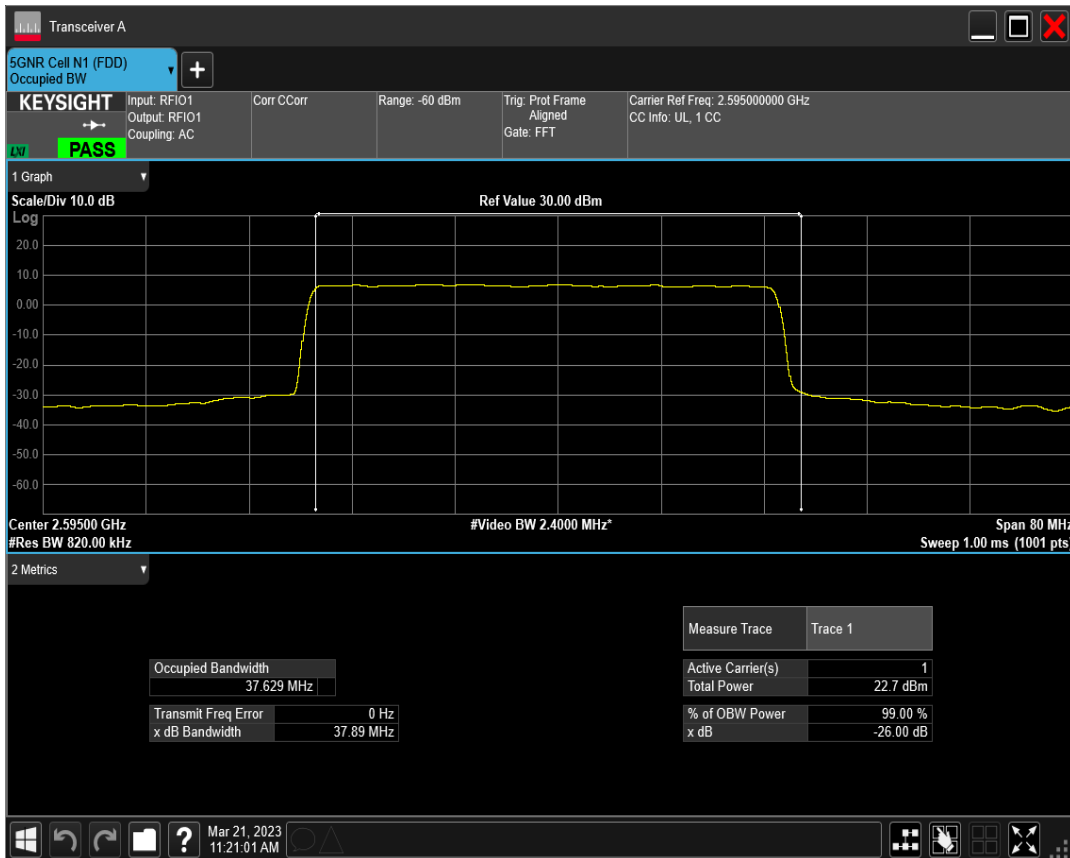 Transceiver A
5GNR Cell N1 (FDD)
Occupied BW
+
KEYSIGHT
LXI
PASS
Input: RFIO1
Output: RFIO1
Coupling: AC
Corr CCorr
Range: -60 dBm
Trig: Prot Frame
Aligned
Gate: FFT
Carrier Ref Freq: 2.595000000 GHz
CC Info: UL, 1 CC
1 Graph
Scale/Div 10.0 dB
Ref Value 30.00 dBm
Log
20.0
10.0
0.00
-10.0
-20.0
-30.0
-40.0
-50.0
-60.0
Center 2.59500 GHz
#Video BW 2.4000 MHz*
Span 80 MHz
#Res BW 820.00 kHz
Sweep 1.00 ms (1001 pts)
2 Metrics
Measure Trace Trace 1
Occupied Bandwidth
37.629 MHz
Transmit Freq Error 0 Hz
x dB Bandwidth 37.89 MHz
Active Carrier(s) 1
Total Power 22.7 dBm
% of OBW Power 99.00 %
x dB -26.00 dB
?
Mar 21, 2023
11:21:01 AM